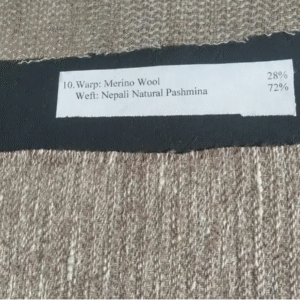 10. Warp: Merino Wool 28%
Weft: Nepali Natural Pashmina 72%